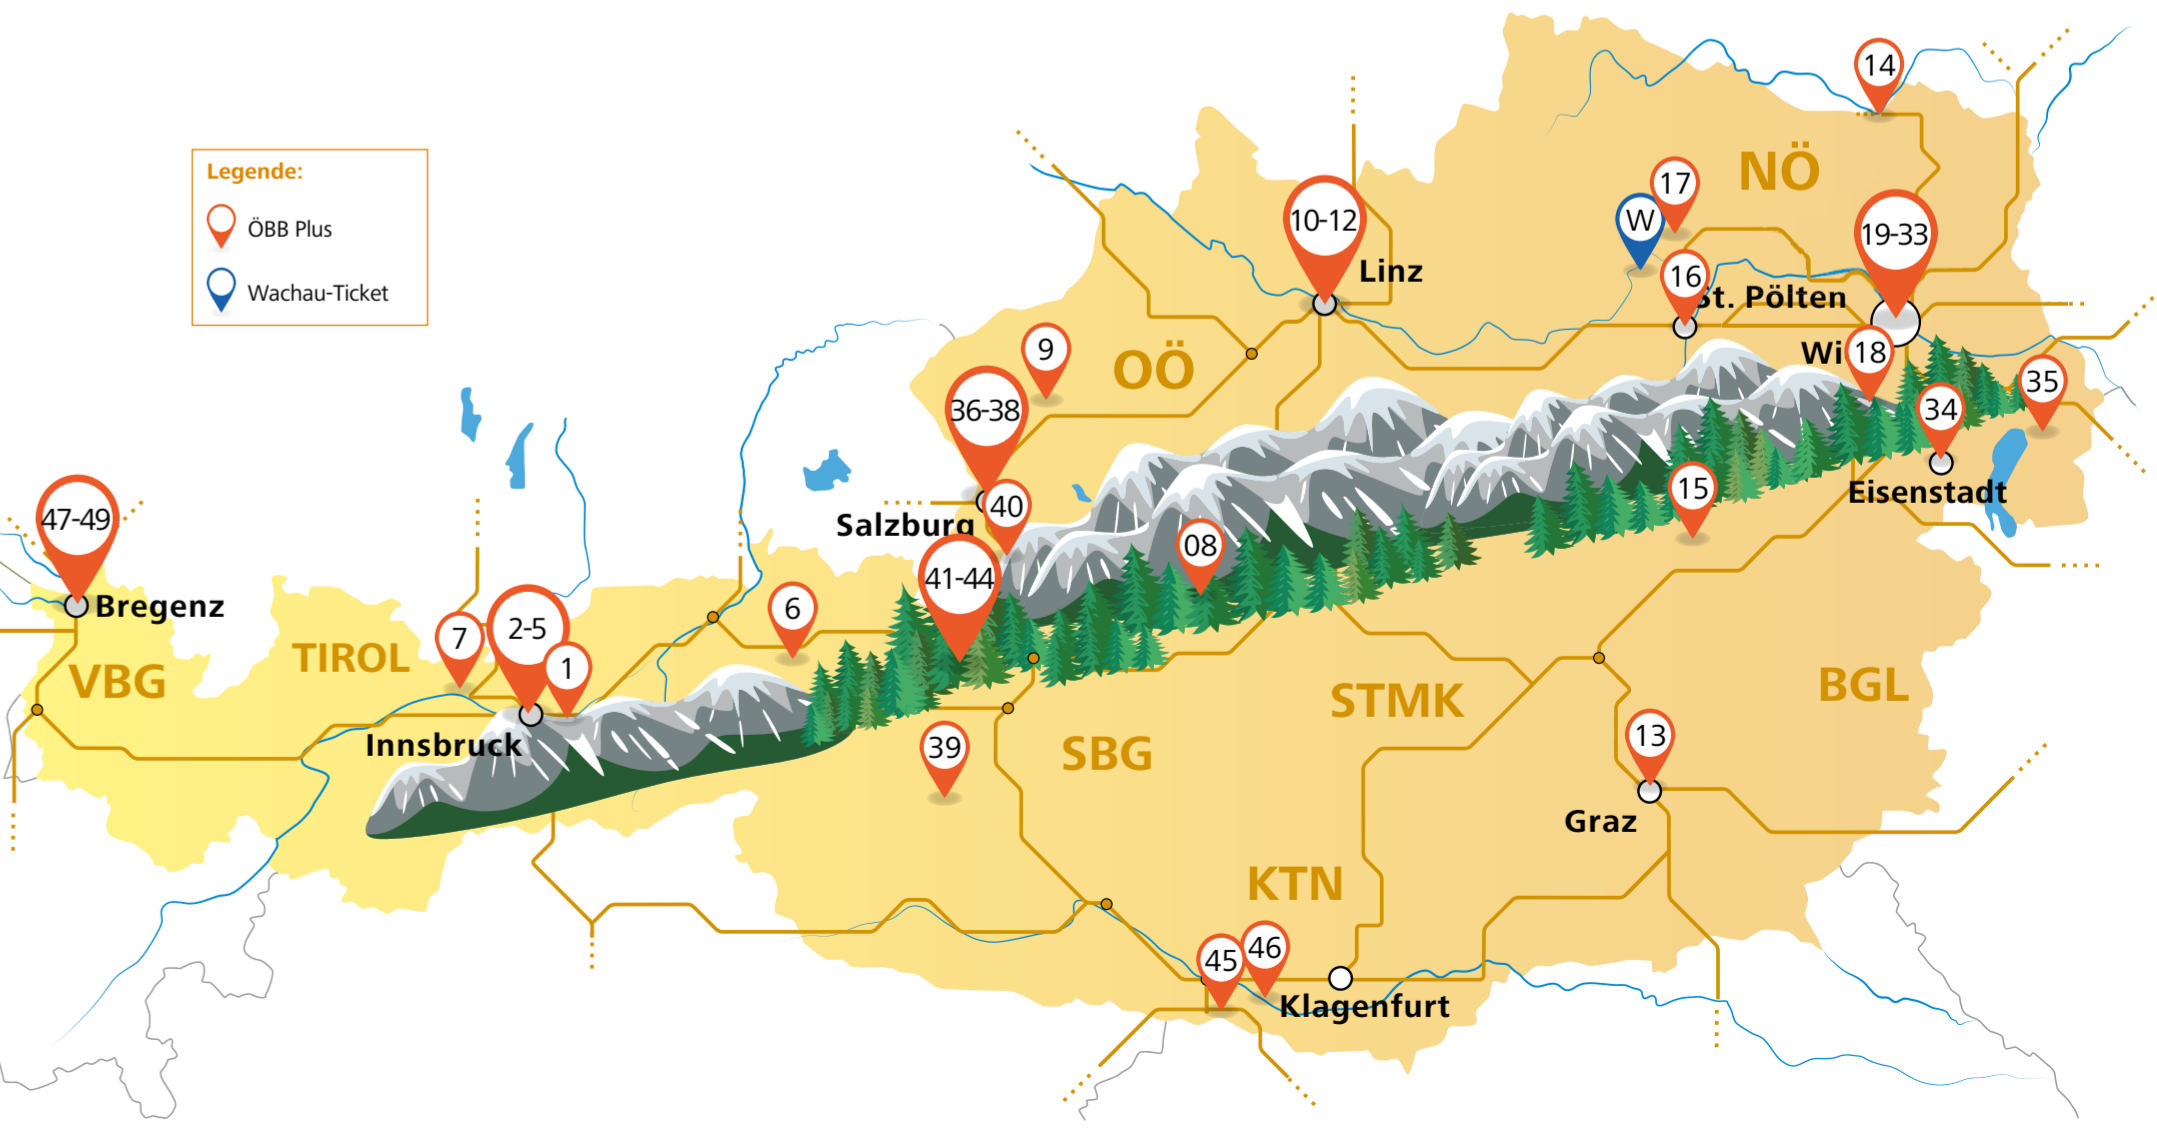 Legende:
ÖBB Plus
Wachau-Ticket
14
NÖ
17
W
10-12
19-33
Linz
16
St. Pölten
9
OÖ
Wi
18
35
36-38
34
Salzburg
40
15
Eisenstadt
47-49
08
41-44
Bregenz
6
2-5
7
1
TIROL
VBG
STMK
BGL
Innsbruck
39
SBG
13
Graz
KTN
45
46
Klagenfurt